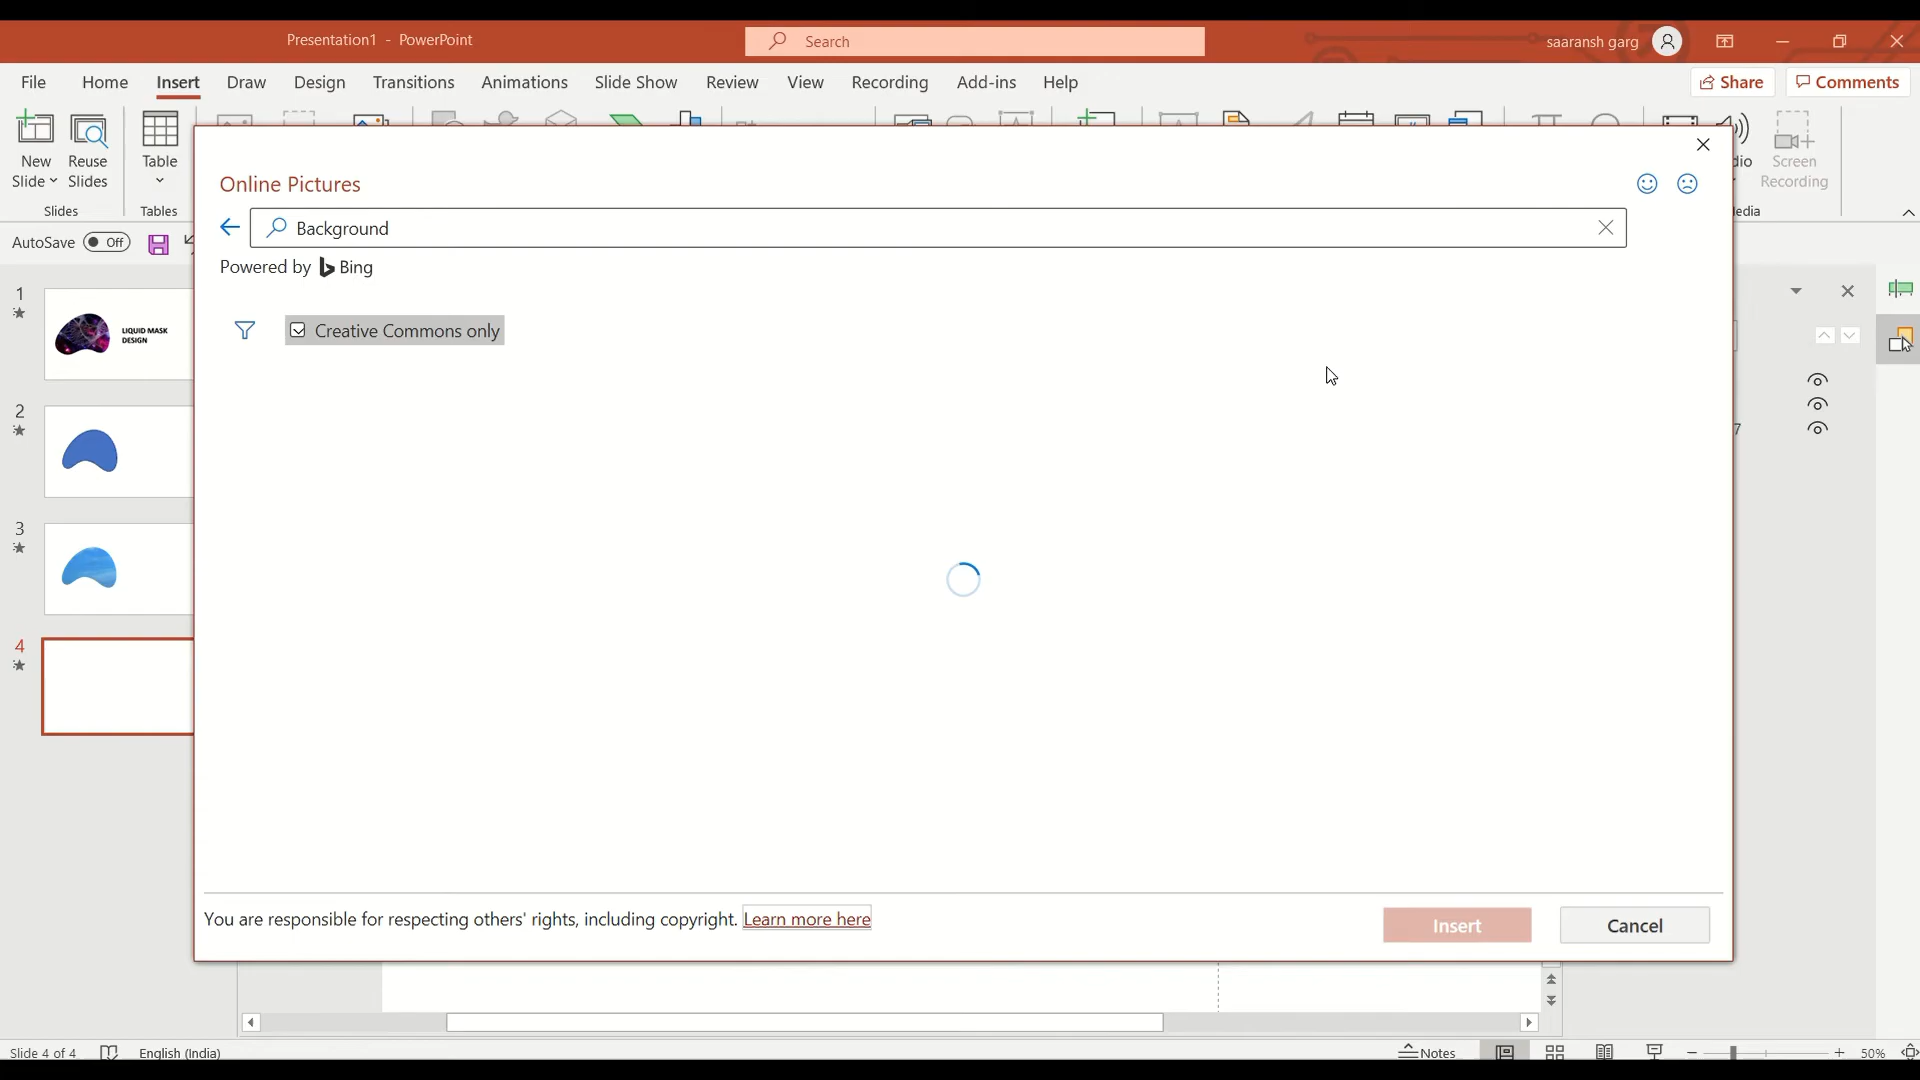 Presentation1 - PowerPoint
Search
saaransh garg
File Home Insert Draw Design Transitions Animations Slide Show Review View Recording Add-ins Help
Share Comments
New Slide
Reuse Slides
Table
Screen Recording
Slides
Tables
AutoSave Off
Online Pictures
Background
Powered by Bing
Creative Commons only
1
LIQUID MASK
DESIGN
2
3
4
7
You are responsible for respecting others' rights, including copyright. Learn more here
Insert Cancel
Slide 4 of 4 English (India) Notes 50%